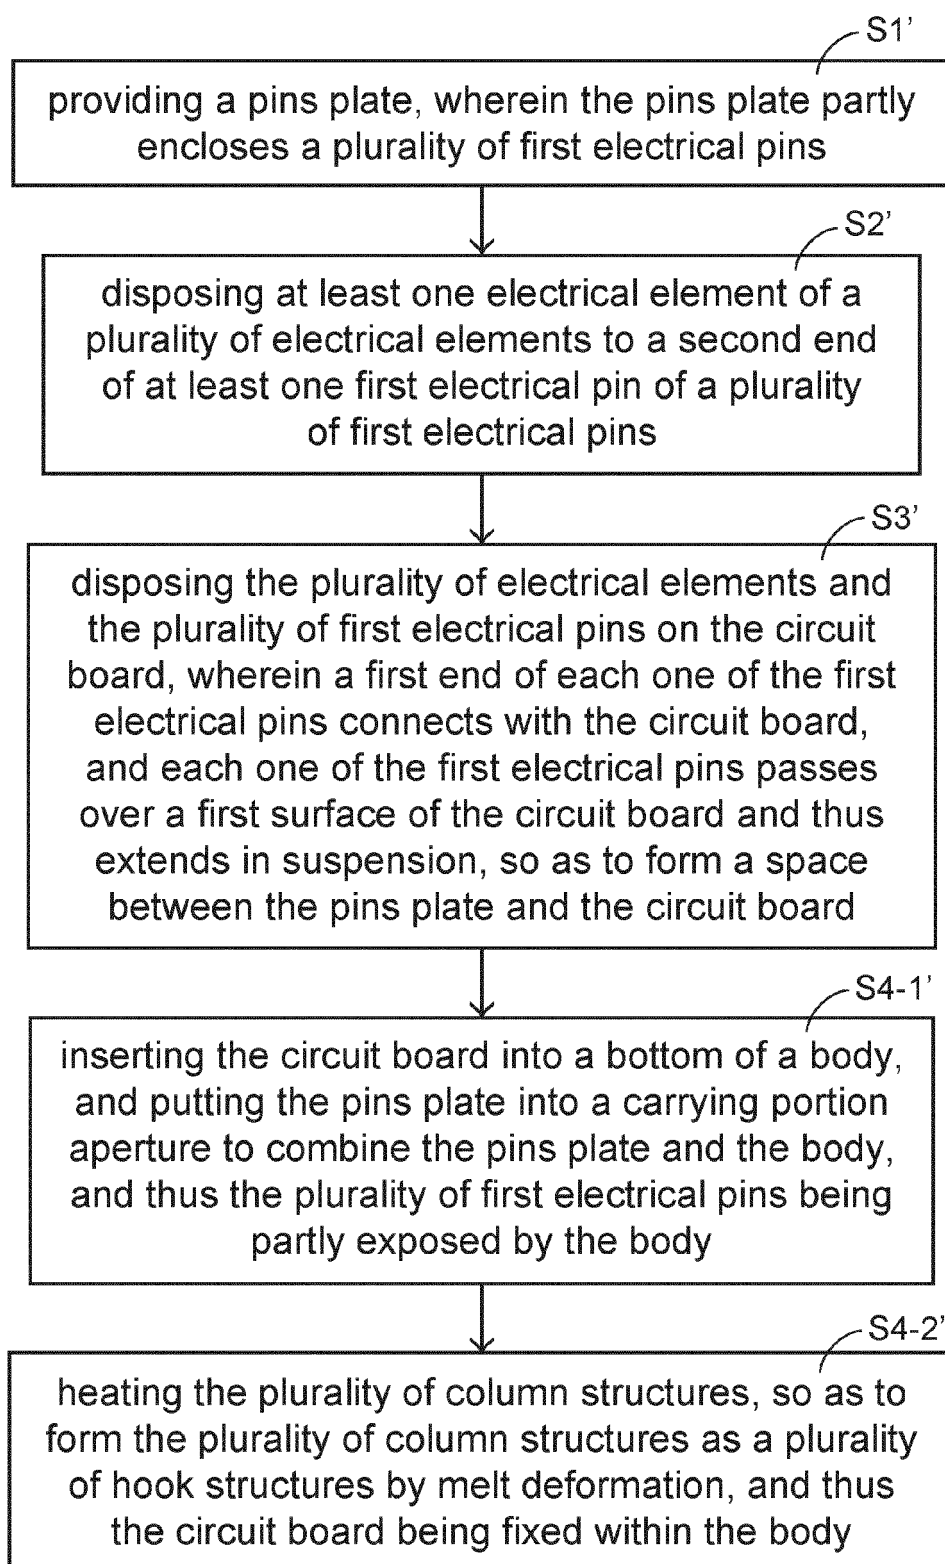 S1’
providing a pins plate, wherein the pins plate partly
encloses a plurality of first electrical pins
S2’
disposing at least one electrical element of a
plurality of electrical elements to a second end
of at least one first electrical pin of a plurality
of first electrical pins
S3’
disposing the plurality of electrical elements and
the plurality of first electrical pins on the circuit
board, wherein a first end of each one of the first
electrical pins connects with the circuit board,
and each one of the first electrical pins passes
over a first surface of the circuit board and thus
extends in suspension, so as to form a space
between the pins plate and the circuit board
S4-1’
inserting the circuit board into a bottom of a body,
and putting the pins plate into a carrying portion
aperture to combine the pins plate and the body,
and thus the plurality of first electrical pins being
partly exposed by the body
S4-2’
heating the plurality of column structures, so as to
form the plurality of column structures as a plurality
of hook structures by melt deformation, and thus
the circuit board being fixed within the body